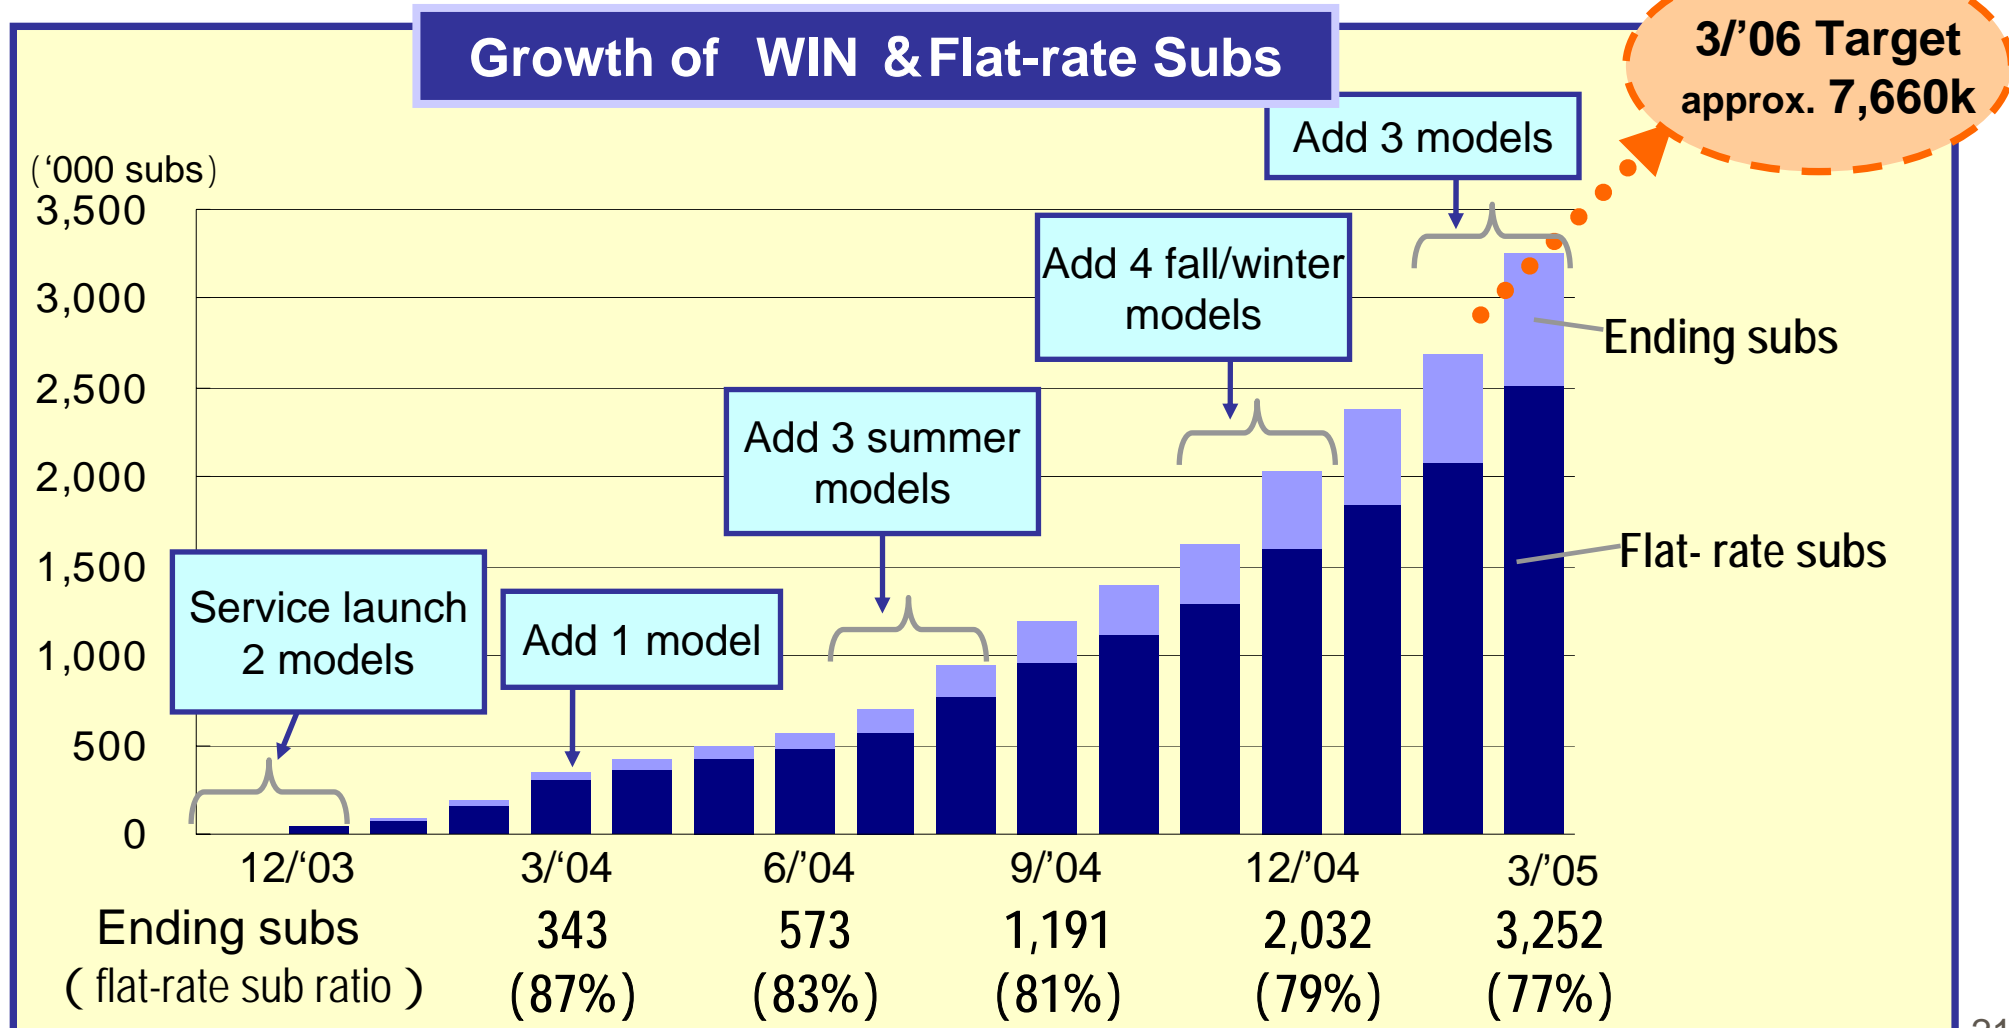 Growth of WIN & Flat-rate Subs
3/’06 Target
approx. 7,660k
Add 3 models
(‘000 subs)
3,500
3,000
2,500
2,000
1,500
1,000
500
0
Add 4 fall/winter
models
Add 3 summer
models
Service launch
2 models
Add 1 model
Ending subs
Flat- rate subs
12/‘03 3/‘04 6/’04 9/’04 12/’04 3/’05
Ending subs 343 573 1,191 2,032 3,252
( flat-rate sub ratio ) (87%) (83%) (81%) (79%) (77%)